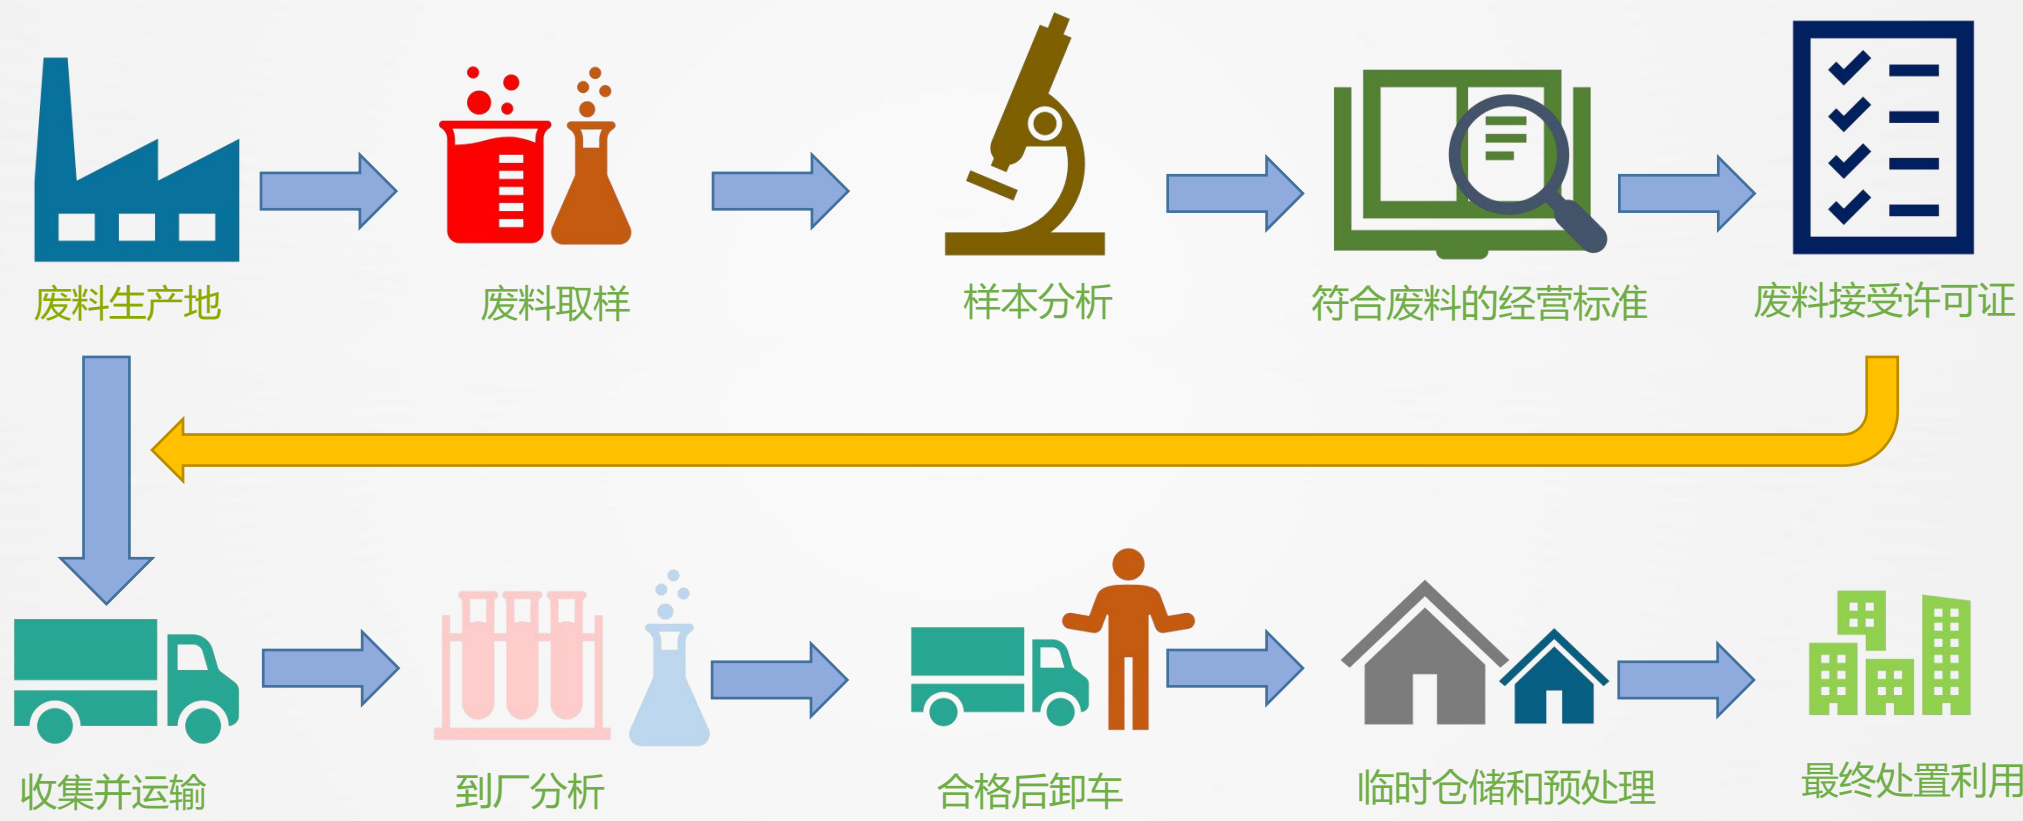 废料生产地
废料取样
样本分析
符合废料的经营标准
废料接受许可证
收集并运输
到厂分析
合格后卸车
临时仓储和预处理
最终处置利用